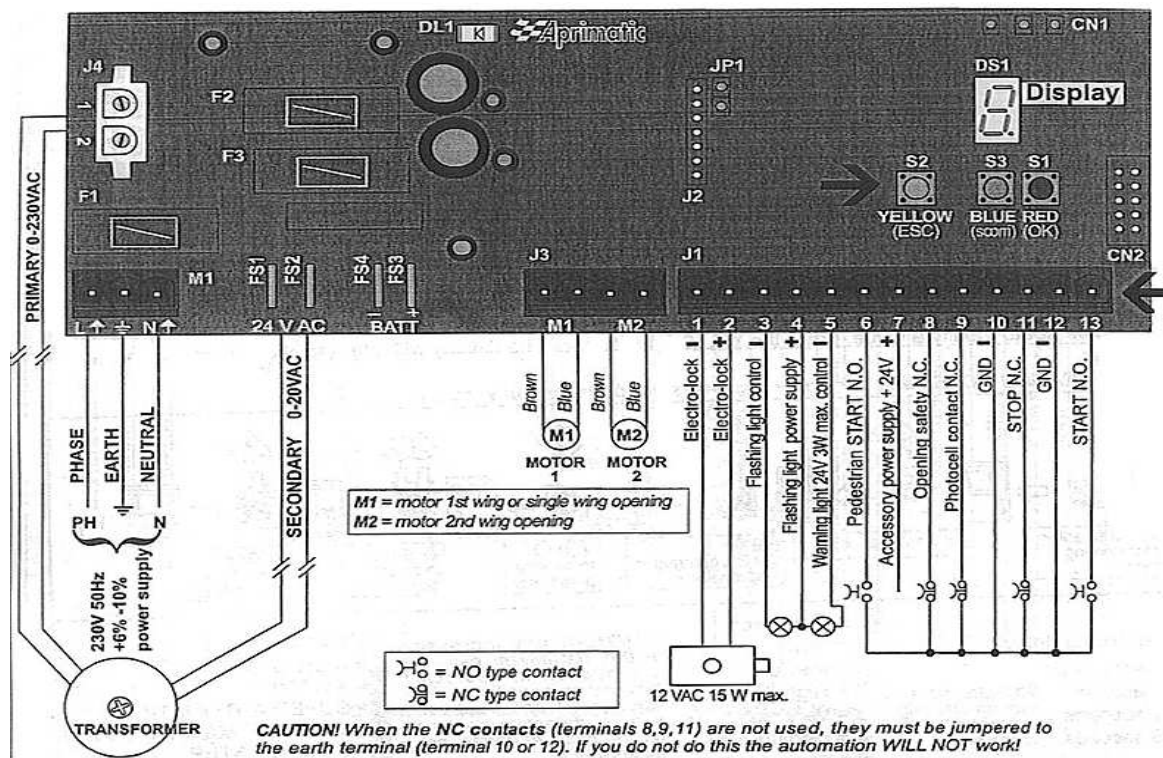 DL1
Aprimatic
CN1
J4
1
2
F2
F3
F1
JP1
J2
DS1
Display
S2
S3
S1
YELLOW
(ESC)
BLUE
(scom)
RED
(OK)
CN2
M1
FS1
FS2
FS4
FS3
J3
J1
L
N
24 V AC
– +
BATT
M1
M2
1 2 3 4 5 6 7 8 9 10 11 12 13
PRIMARY 0-230VAC
PHASE
EARTH
NEUTRAL
PH
N
230V 50Hz
+6% -10%
power supply
SECONDARY 0-20VAC
TRANSFORMER
Brown
Blue
Brown
Blue
M1
M2
MOTOR
1
MOTOR
2
M1 = motor 1st wing or single wing opening
M2 = motor 2nd wing opening
Electro-lock –
Electro-lock +
Flashing light control –
Flashing light power supply +
Warning light 24V 3W max. control –
Pedestrian START N.O.
Accessory power supply + 24V +
Opening safety N.C.
Photocell contact N.C.
GND –
STOP N.C.
GND –
START N.O.
12 VAC 15 W max.
= NO type contact
= NC type contact
CAUTION! When the NC contacts (terminals 8,9,11) are not used, they must be jumpered to
the earth terminal (terminal 10 or 12). If you do not do this the automation WILL NOT work!